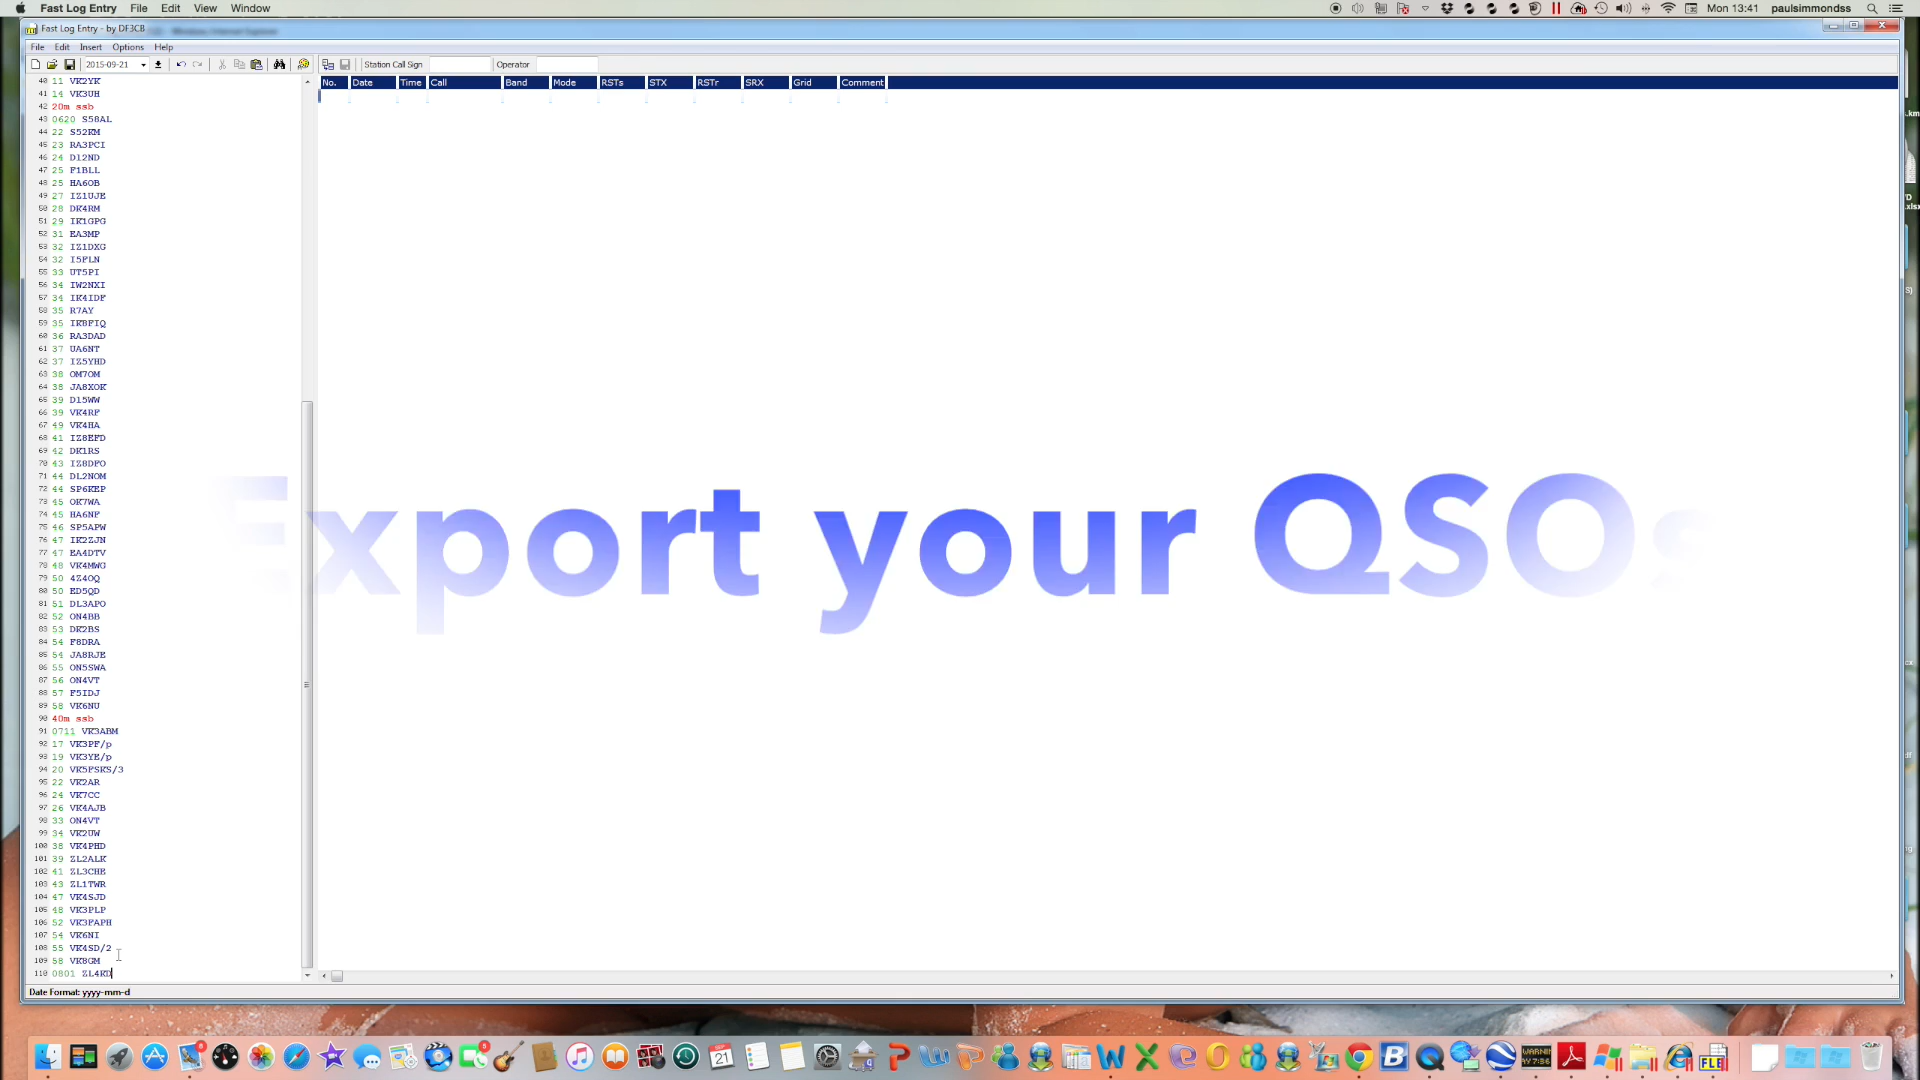 Fast Log Entry File Edit View Window Mon 13:41 paulsimmondss
Fast Log Entry - by DF3CB
File Edit Insert Options Help
2015-09-21 Station Call Sign Operator
No. Date Time Call Band Mode RSTs STX RSTr SRX Grid Comment
40 11 VK2YK
41 14 VK3UH
42 20m ssb
43 0620 S58AL
44 22 S52KM
45 23 RA3PCI
46 24 Dl2ND
47 25 F1BLL
48 25 HA6OB
49 27 IZ1UJE
50 28 DK4RM
51 29 IK1GPG
52 31 EA3MP
53 32 IZ1DXG
54 32 I5FLN
55 33 UT5PI
56 34 IW2NXI
57 34 IK4IDF
58 35 R7AY
59 35 IK8FIQ
60 36 RA3DAD
61 37 UA6NT
62 37 IZ5YHD
63 38 OM7OM
64 38 JA8XOK
65 39 Dl5WW
66 39 VK4RF
67 49 VK4HA
68 41 IZ8EFD
69 42 DK1RS
70 43 IZ8DFO
71 44 DL2NOM
72 44 SP6KEP
73 45 OK7WA
74 45 HA6NF
75 46 SP5APW
76 47 IK2ZJN
77 47 EA4DTV
78 48 VK4MWG
79 50 4Z4OQ
80 50 ED5QD
81 51 DL3APO
82 52 ON4BB
83 53 DK2BS
84 54 F8DRA
85 54 JA8RJE
86 55 ON5SWA
87 56 ON4VT
88 57 F5IDJ
89 58 VK6NU
90 40m ssb
91 0711 VK3ABM
92 17 VK3PF/p
93 19 VK3YE/p
94 20 VK5FSKS/3
95 22 VK2AR
96 24 VK7CC
97 26 VK4AJB
98 33 ON4VT
99 34 VK2UW
100 38 VK4PHD
101 39 ZL2ALK
102 41 ZL3CHE
103 43 ZL1TWR
104 47 VK4SJD
105 48 VK3PLP
106 52 VK3FAPH
107 54 VK6NI
108 55 VK4SD/2
109 58 VK8GM
110 0801 ZL4KD
Export your QSOs
Date Format: yyyy-mm-d